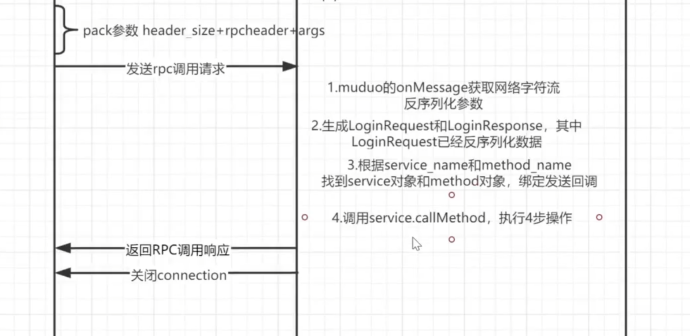 pack参数 header_size+rpcheader+args
发送rpc调用请求
1.muduo的onMessage获取网络字符流
反序列化参数
2.生成LoginRequest和LoginResponse，其中
LoginRequest已经反序列化数据
3.根据service_name和method_name
找到service对象和method对象，绑定发送回调
4.调用service.callMethod，执行4步操作
返回RPC调用响应
关闭connection